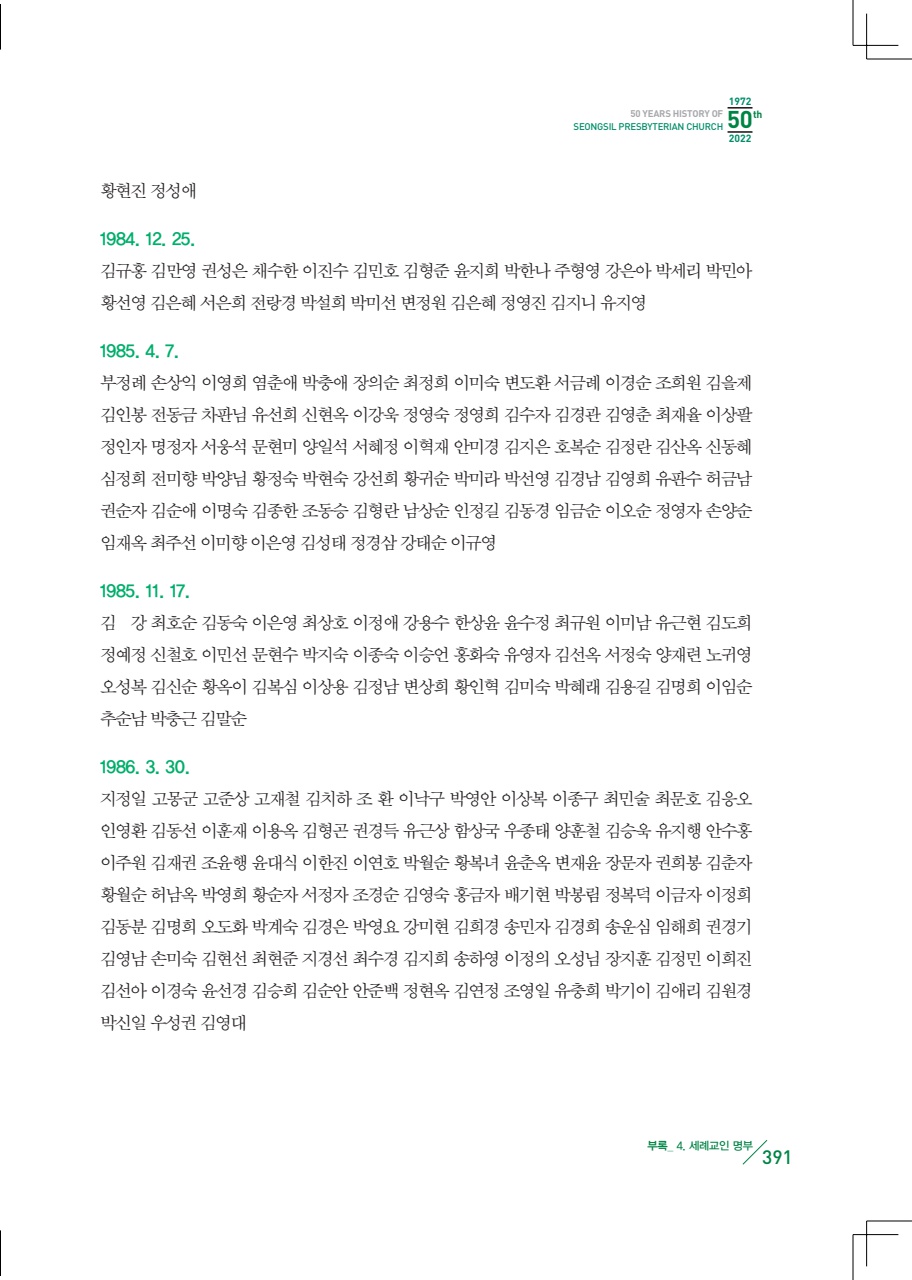 1972
50 YEARS HISTORY OF
SEONGSIL PRESBYTERIAN CHURCH
50th
2022
황현진 정성애
1984. 12. 25.
김규홍 김만영 권성은 채수한 이진수 김민호 김형준 윤지희 박한나 주형영 강은아 박세리 박민아
황선영 김은혜 서은희 전랑경 박설희 박미선 변정원 김은혜 정영진 김지니 유지영
1985. 4. 7.
부정례 손상익 이영희 염춘애 박충애 장의순 최정희 이미숙 변도환 서금례 이경순 조희원 김을제
김인봉 전동금 차판님 유선희 신현옥 이강욱 정영숙 정영희 김수자 김경관 김영춘 최재율 이상팔
정인자 명정자 서웅석 문현미 양일석 서혜정 이혁재 안미경 김지은 호복순 김정란 김산옥 신동혜
심정희 전미향 박양님 황정숙 박현숙 강선희 황귀순 박미라 박선영 김경남 김영희 유판수 허금남
권순자 김순애 이명숙 김종한 조동승 김형란 남상순 인정길 김동경 임금순 이오순 정영자 손양순
임재옥 최주선 이미향 이은영 김성태 정경삼 강태순 이규영
1985. 11. 17.
김 강 최호순 김동숙 이은영 최상호 이정애 강용수 한상윤 윤수정 최규원 이미남 유근현 김도희
정예정 신철호 이민선 문현수 박지숙 이종숙 이승언 홍화숙 유영자 김선옥 서정숙 양재련 노귀영
오성복 김신순 황옥이 김복심 이상용 김정남 변상희 황인혁 김미숙 박혜래 김용길 김명희 이임순
추순남 박충근 김말순
1986. 3. 30.
지정일 고몽군 고준상 고재철 김치하 조 환 이낙구 박영안 이상복 이종구 최민술 최문호 김응오
인영환 김동선 이훈재 이용옥 김형곤 권경득 유근상 함상국 우종태 양훈철 김승욱 유지행 안수홍
이주원 김재권 조윤행 윤대식 이한진 이연호 박월순 황복녀 윤춘옥 변재윤 장문자 권희봉 김춘자
황월순 허남옥 박영희 황순자 서정자 조경순 김영숙 홍금자 배기현 박봉림 정복덕 이금자 이정희
김동분 김명희 오도화 박계숙 김경은 박영요 강미현 김희경 송민자 김경희 송운심 임해희 권경기
김영남 손미숙 김현선 최현준 지경선 최수경 김지희 송하영 이정의 오성님 장지훈 김정민 이희진
김선아 이경숙 윤선경 김승희 김순안 안준백 정현옥 김연정 조영일 유충희 박기이 김애리 김원경
박신일 우성권 김영대
부록_ 4. 세례교인 명부
391